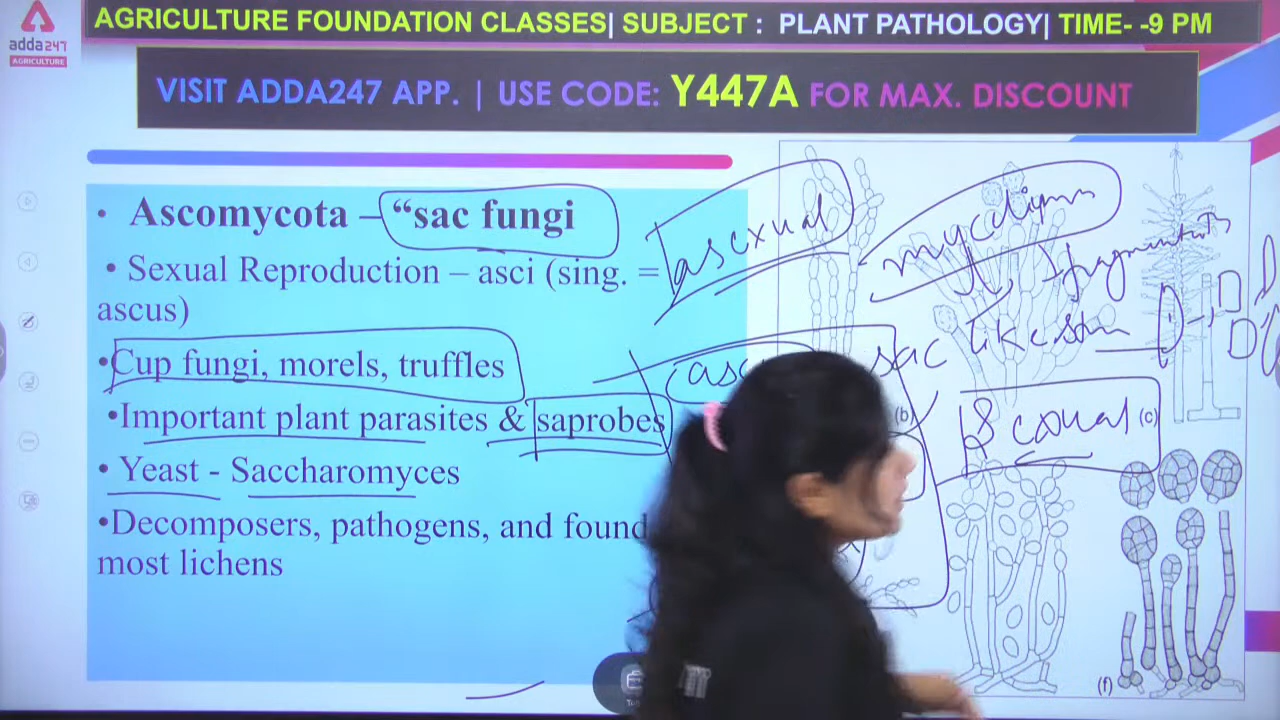 AGRICULTURE FOUNDATION CLASSES| SUBJECT : PLANT PATHOLOGY| TIME- -9 PM
adda247
AGRICULTURE
VISIT ADDA247 APP. | USE CODE: Y447A FOR MAX. DISCOUNT
• Ascomycota – “sac fungi
• Sexual Reproduction – asci (sing. =
ascus)
•Cup fungi, morels, truffles
•Important plant parasites & saprobes
• Yeast - Saccharomyces
•Decomposers, pathogens, and found
most lichens
asexual
mycelium
sac like
sexual
(b)
(c)
(f)